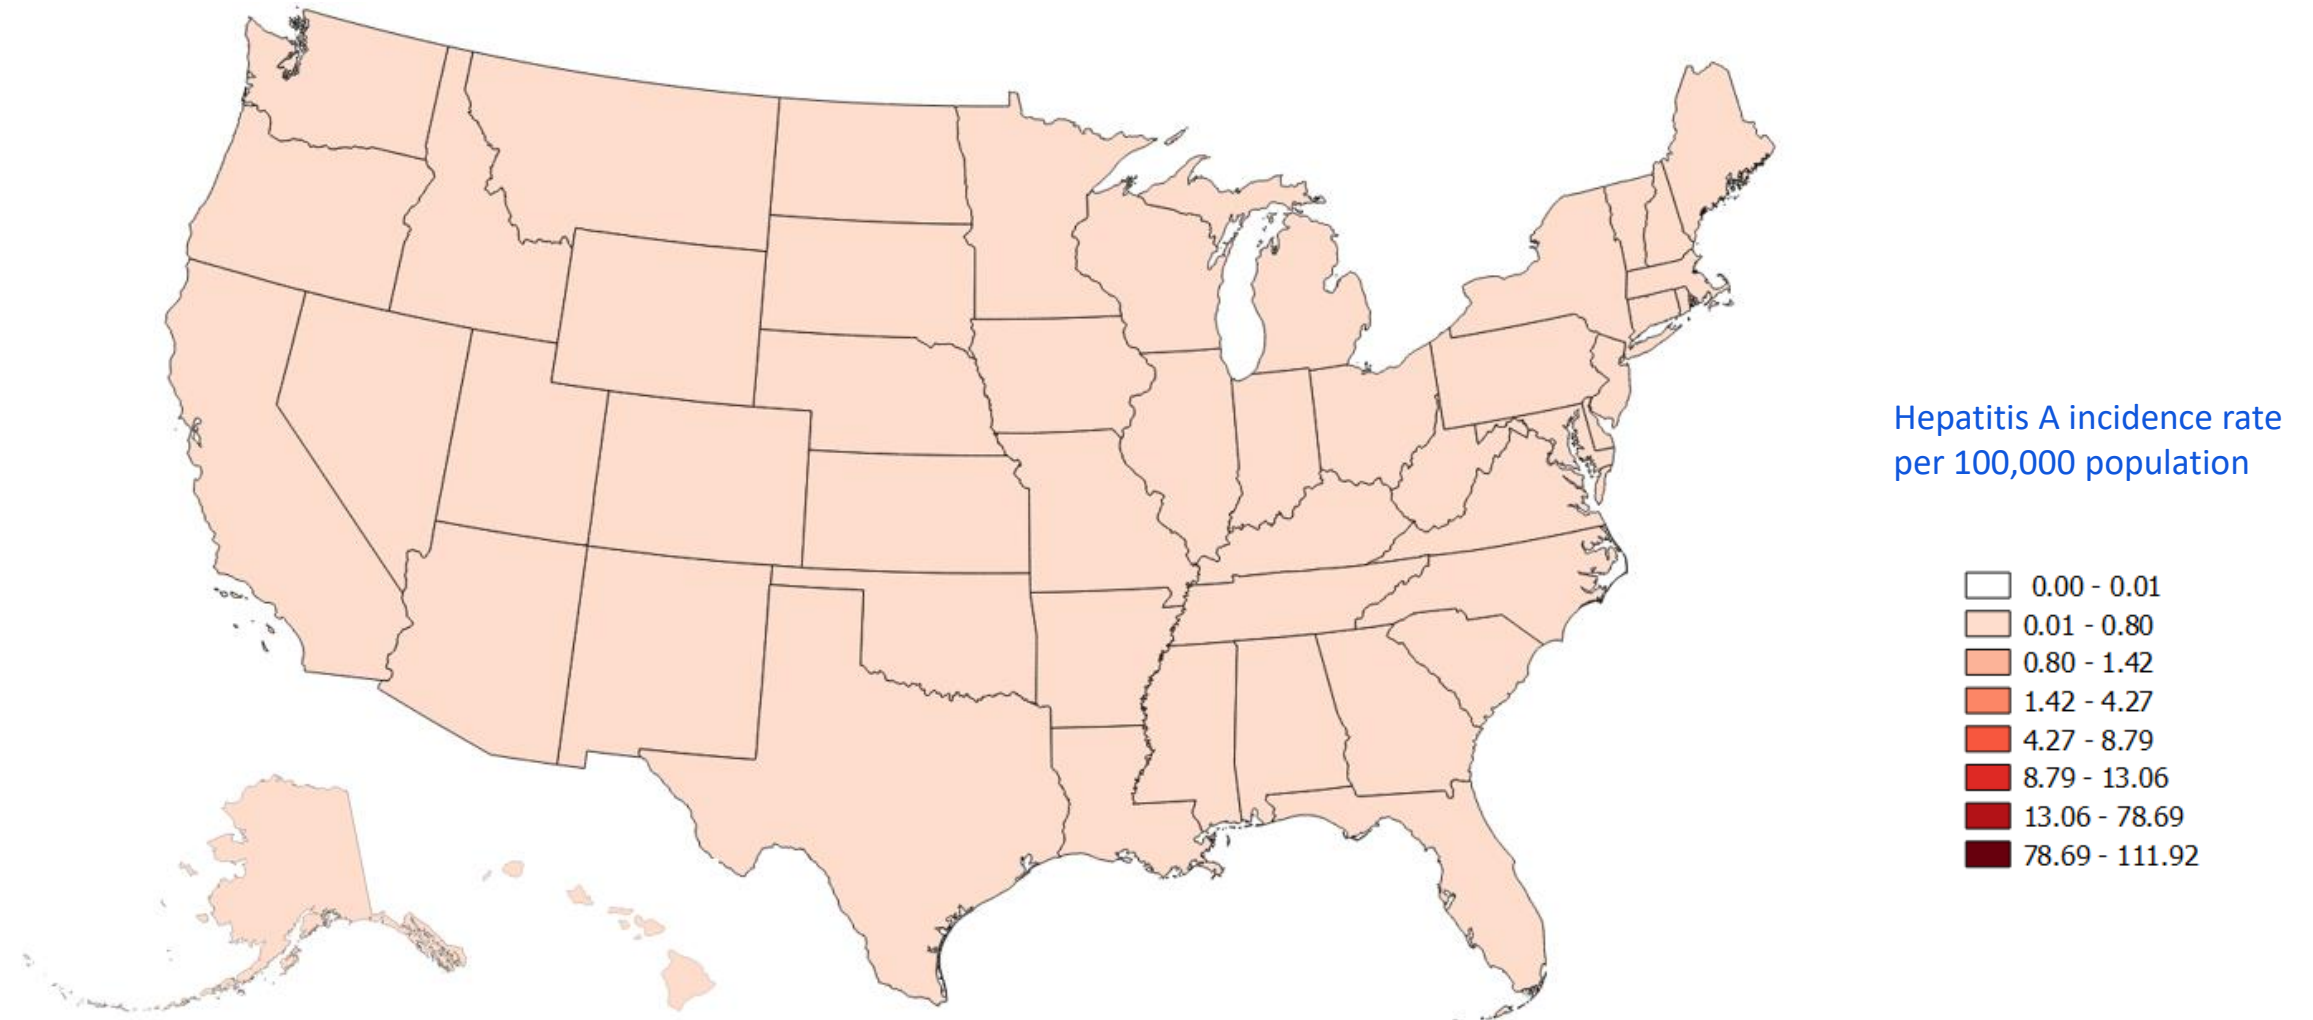 Hepatitis A incidence rate
per 100,000 population
0.00 - 0.01
0.01 - 0.80
0.80 - 1.42
1.42 - 4.27
4.27 - 8.79
8.79 - 13.06
13.06 - 78.69
78.69 - 111.92